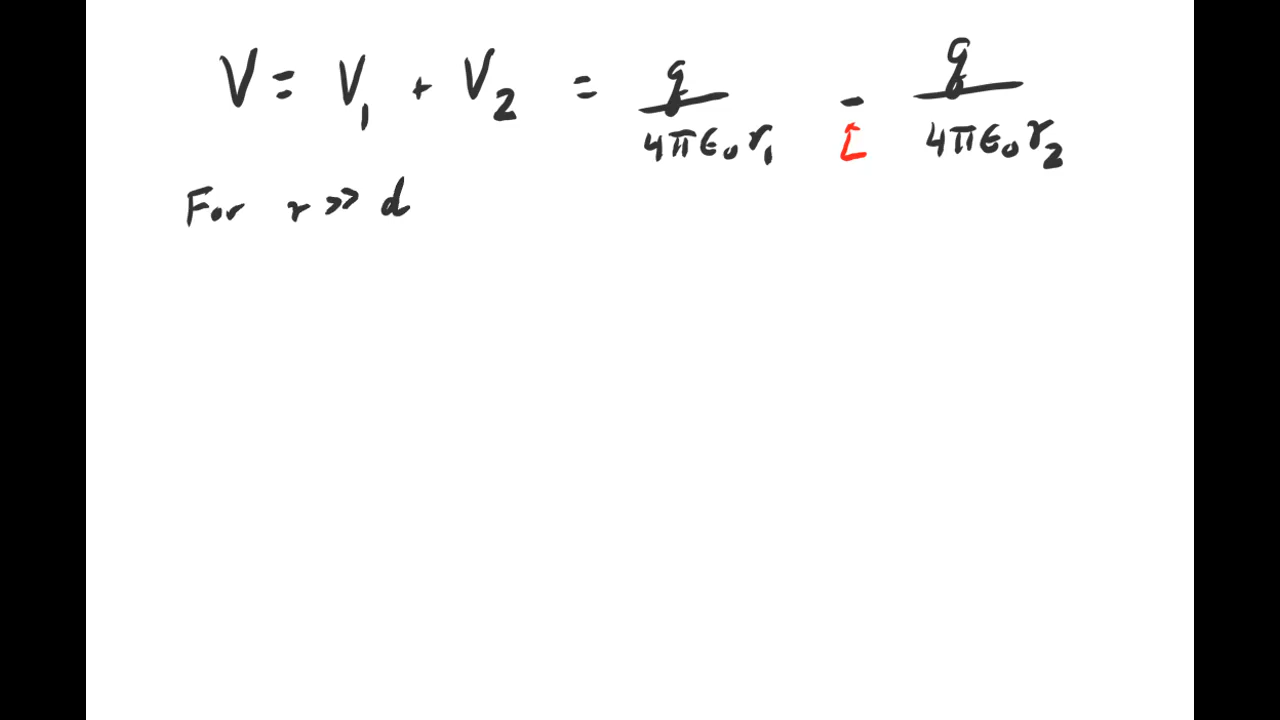 V = V₁ + V₂ = q/(4πϵ₀r₁) - q/(4πϵ₀r₂)
For r >> d